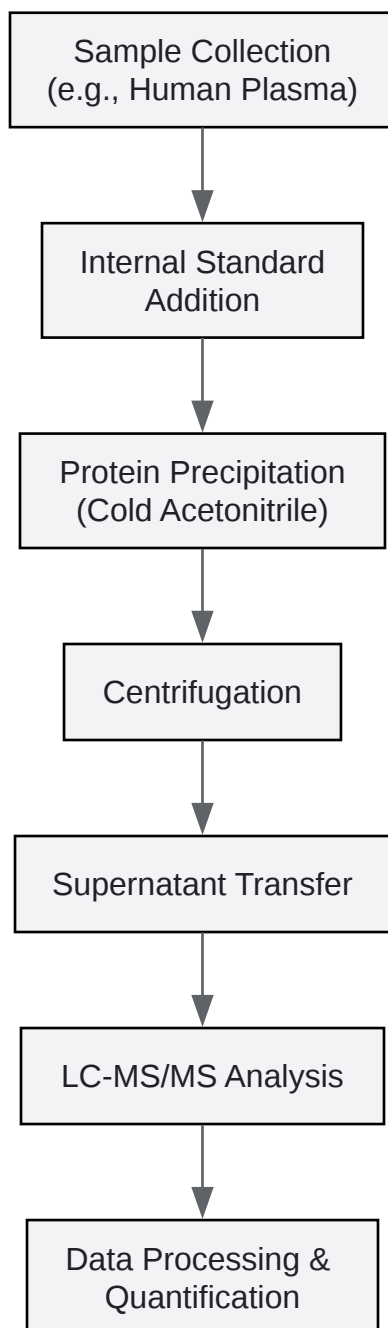 Sample Collection
(e.g., Human Plasma)
Internal Standard
Addition
Protein Precipitation
(Cold Acetonitrile)
Centrifugation
Supernatant Transfer
LC-MS/MS Analysis
Data Processing &
Quantification